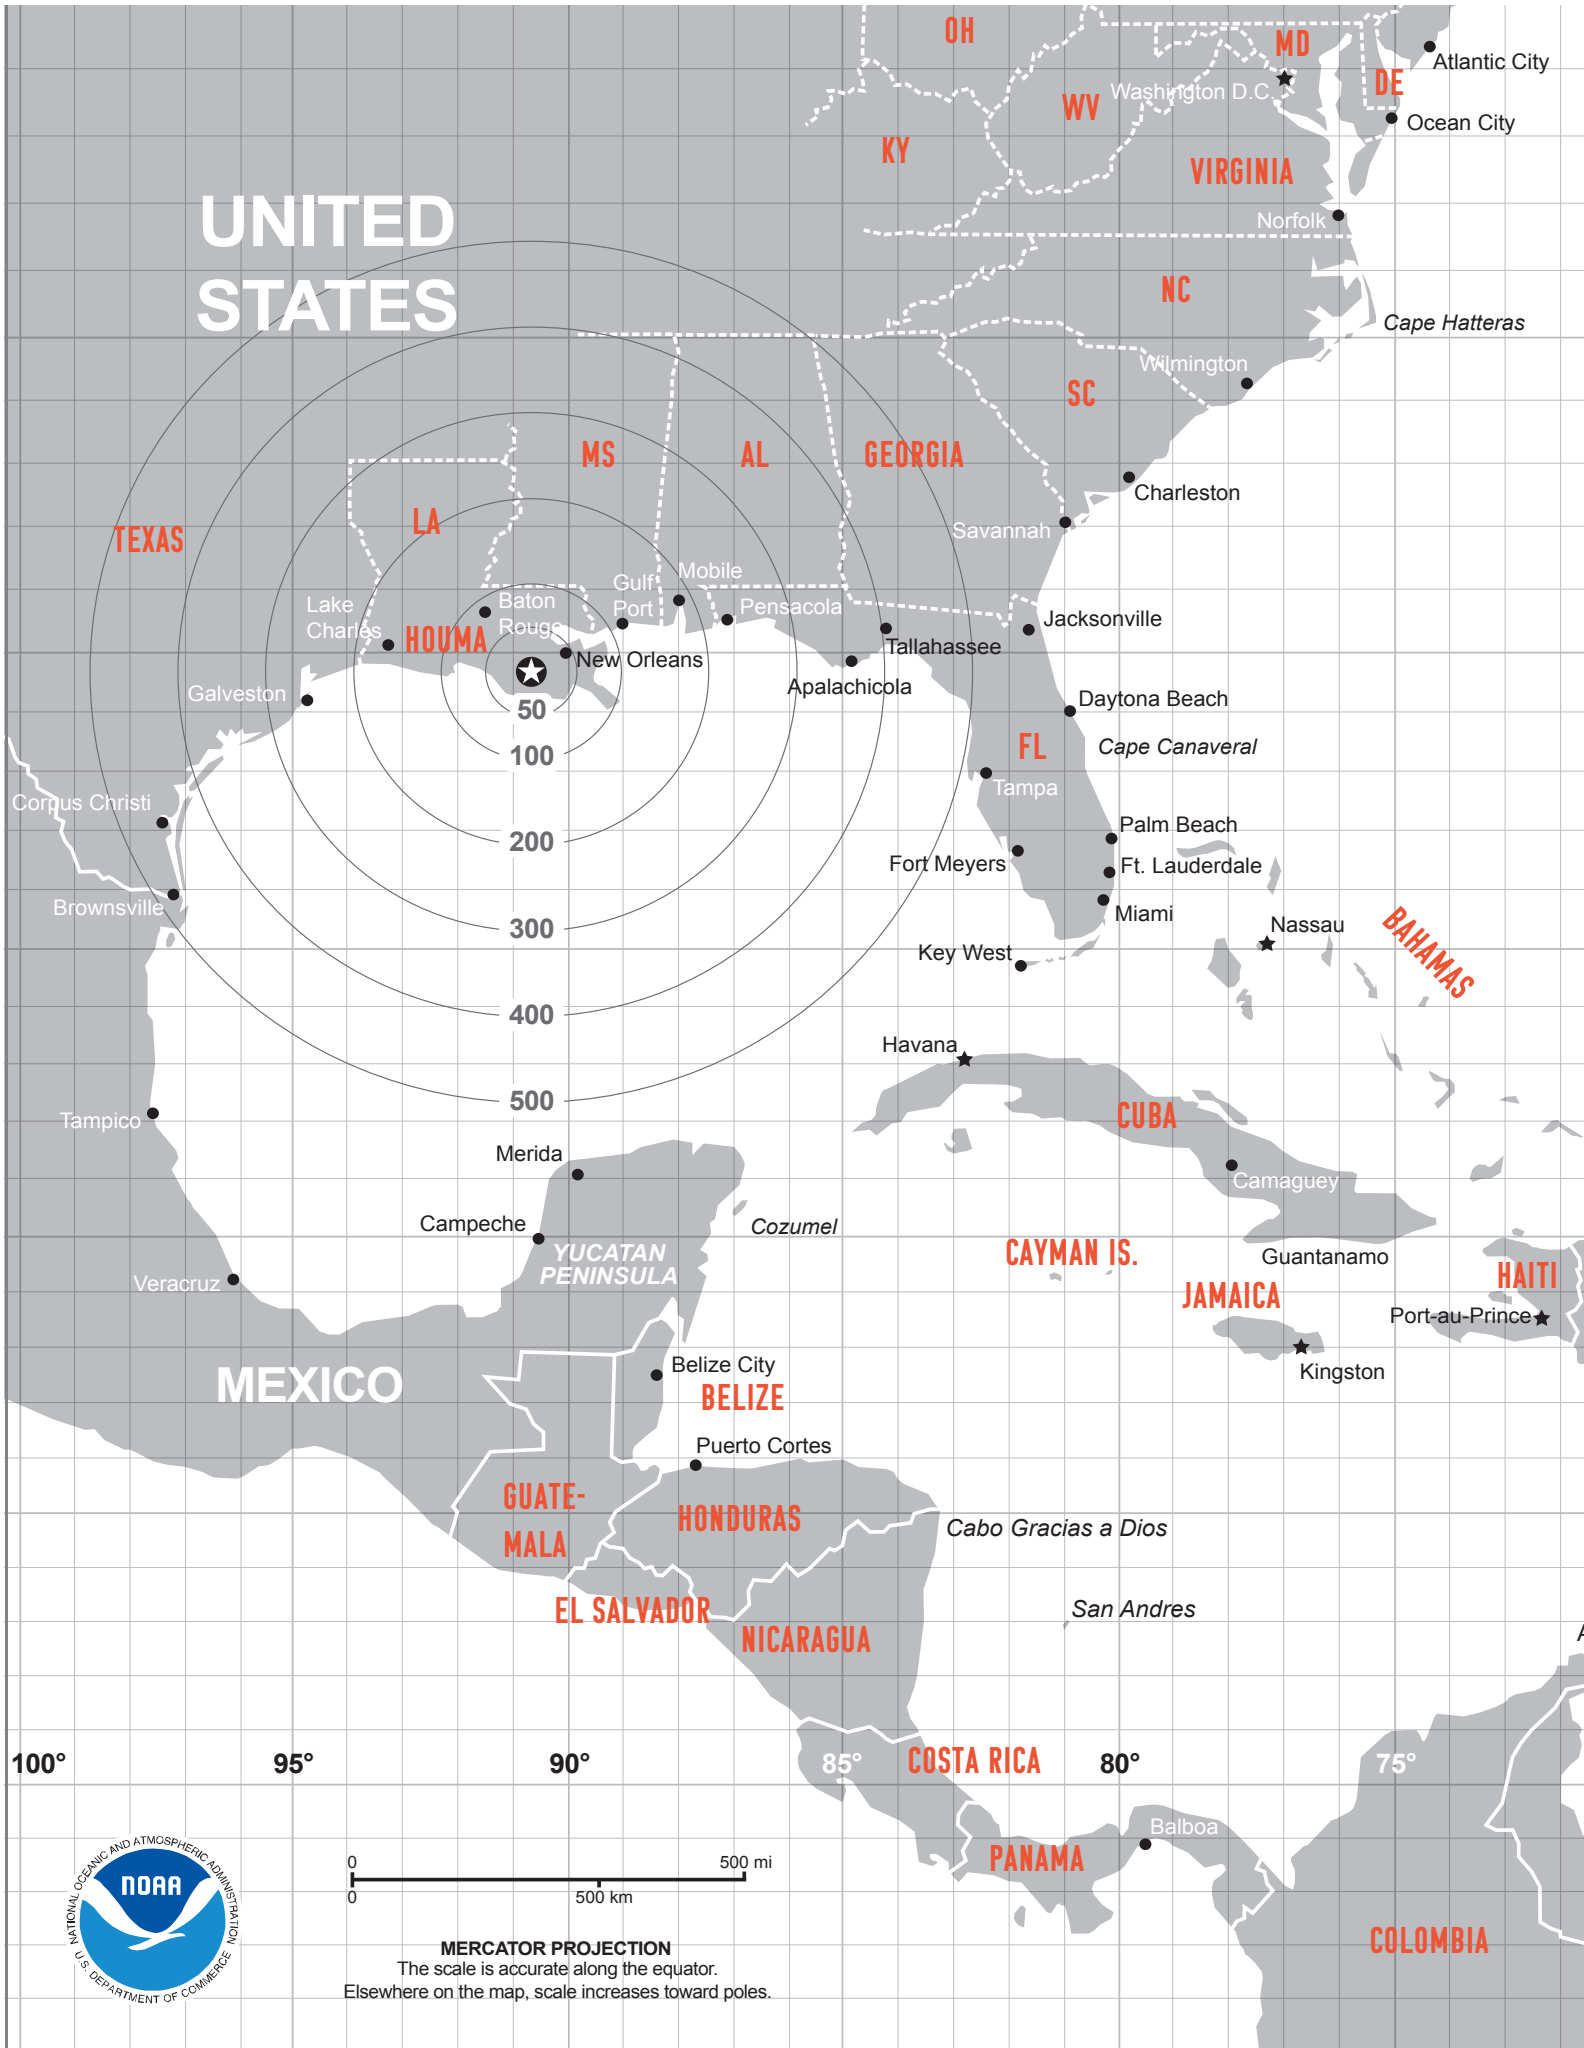 OH
MD
Atlantic City
DE
Washington D.C.
WV
Ocean City
KY
VIRGINIA
UNITED
STATES
Norfolk
NC
Cape Hatteras
Wilmington
SC
MS
AL
GEORGIA
Charleston
LA
TEXAS
Savannah
Mobile
Gulf
Port
Baton
Rouge
Lake
Charles
Pensacola
HOUMA
Jacksonville
Tallahassee
New Orleans
Apalachicola
Galveston
Daytona Beach
50
FL
Cape Canaveral
100
Tampa
Corpus Christi
Palm Beach
200
Fort Meyers
Ft. Lauderdale
Brownsville
Miami
300
Nassau
BAHAMAS
Key West
400
Havana
500
CUBA
Tampico
Merida
Camaguey
Campeche
Cozumel
YUCATAN
PENINSULA
CAYMAN IS.
Guantanamo
Veracruz
HAITI
JAMAICA
Port-au-Prince
Belize City
Kingston
MEXICO
BELIZE
Puerto Cortes
GUATE-
MALA
HONDURAS
Cabo Gracias a Dios
EL SALVADOR
San Andres
A
NICARAGUA
COSTA RICA
100°
95°
90°
85°
80°
75°
Balboa
PANAMA
NATIONAL OCEANIC AND ATMOSPHERIC ADMINISTRATION
NOAA
U.S. DEPARTMENT OF COMMERCE
0
500 mi
0
500 km
COLOMBIA
MERCATOR PROJECTION
The scale is accurate along the equator.
Elsewhere on the map, scale increases toward poles.